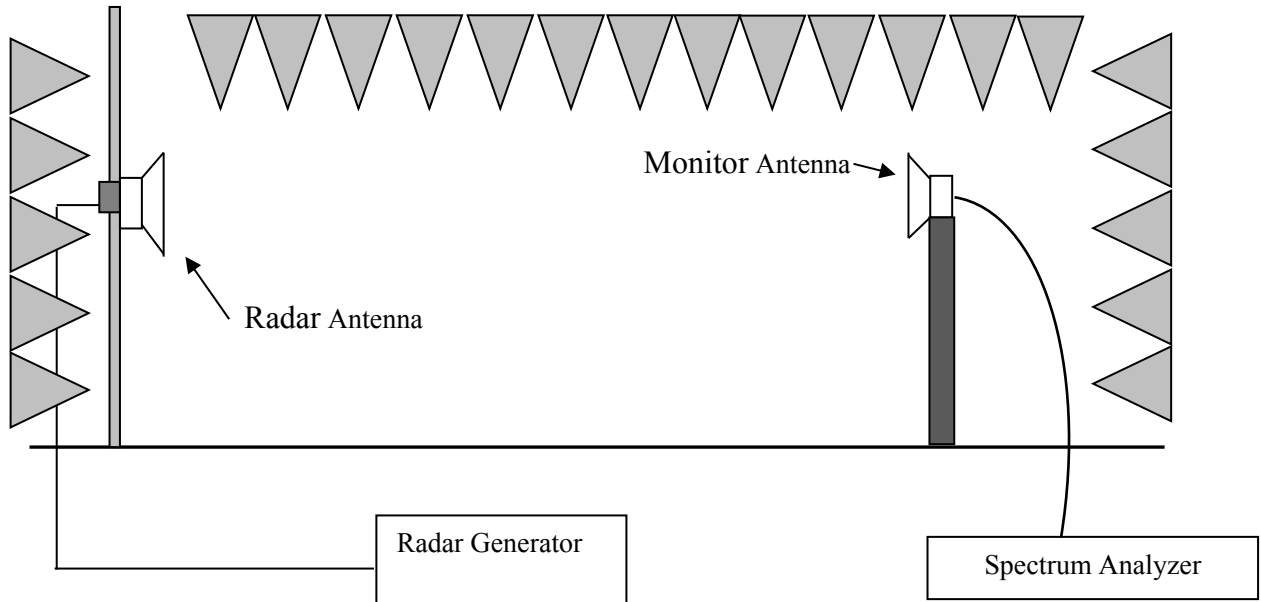 Monitor Antenna
Radar Antenna
Radar Generator
Spectrum Analyzer